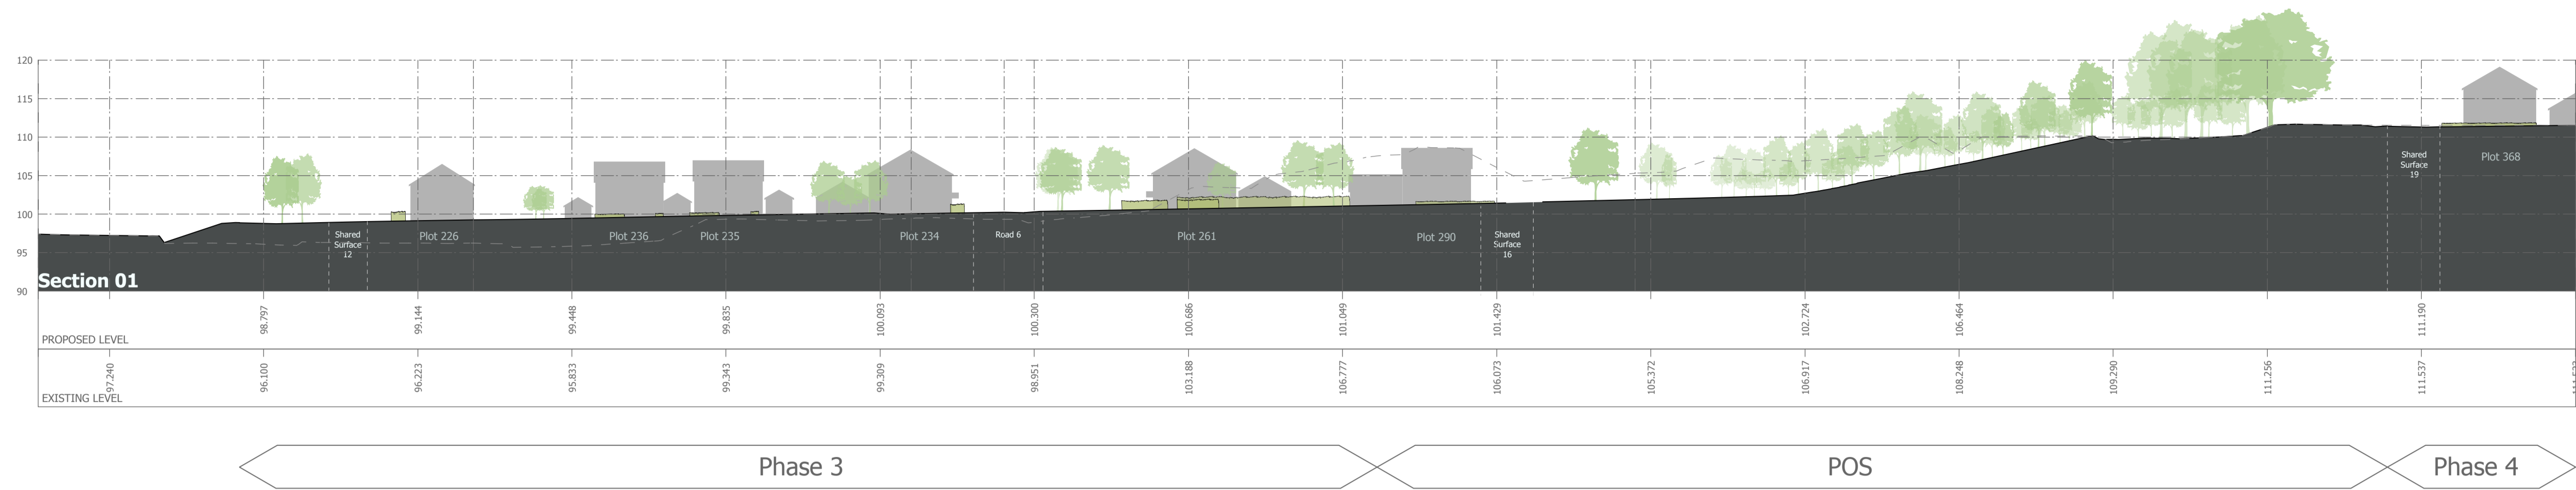 120
115
110
105
100
95
90
Shared
Surface
12
Plot 226
Plot 236
Plot 235
Plot 234
Road 6
Plot 261
Plot 290
Shared
Surface
16
Shared
Surface
19
Plot 368
Section 01
98.797
99.144
99.448
99.835
100.093
100.300
100.686
101.049
101.429
102.724
106.464
111.190
PROPOSED LEVEL
97.240
96.100
96.223
95.833
99.343
99.309
98.951
103.188
106.777
106.073
105.372
106.917
108.248
109.290
111.256
111.537
EXISTING LEVEL
Phase 3
POS
Phase 4